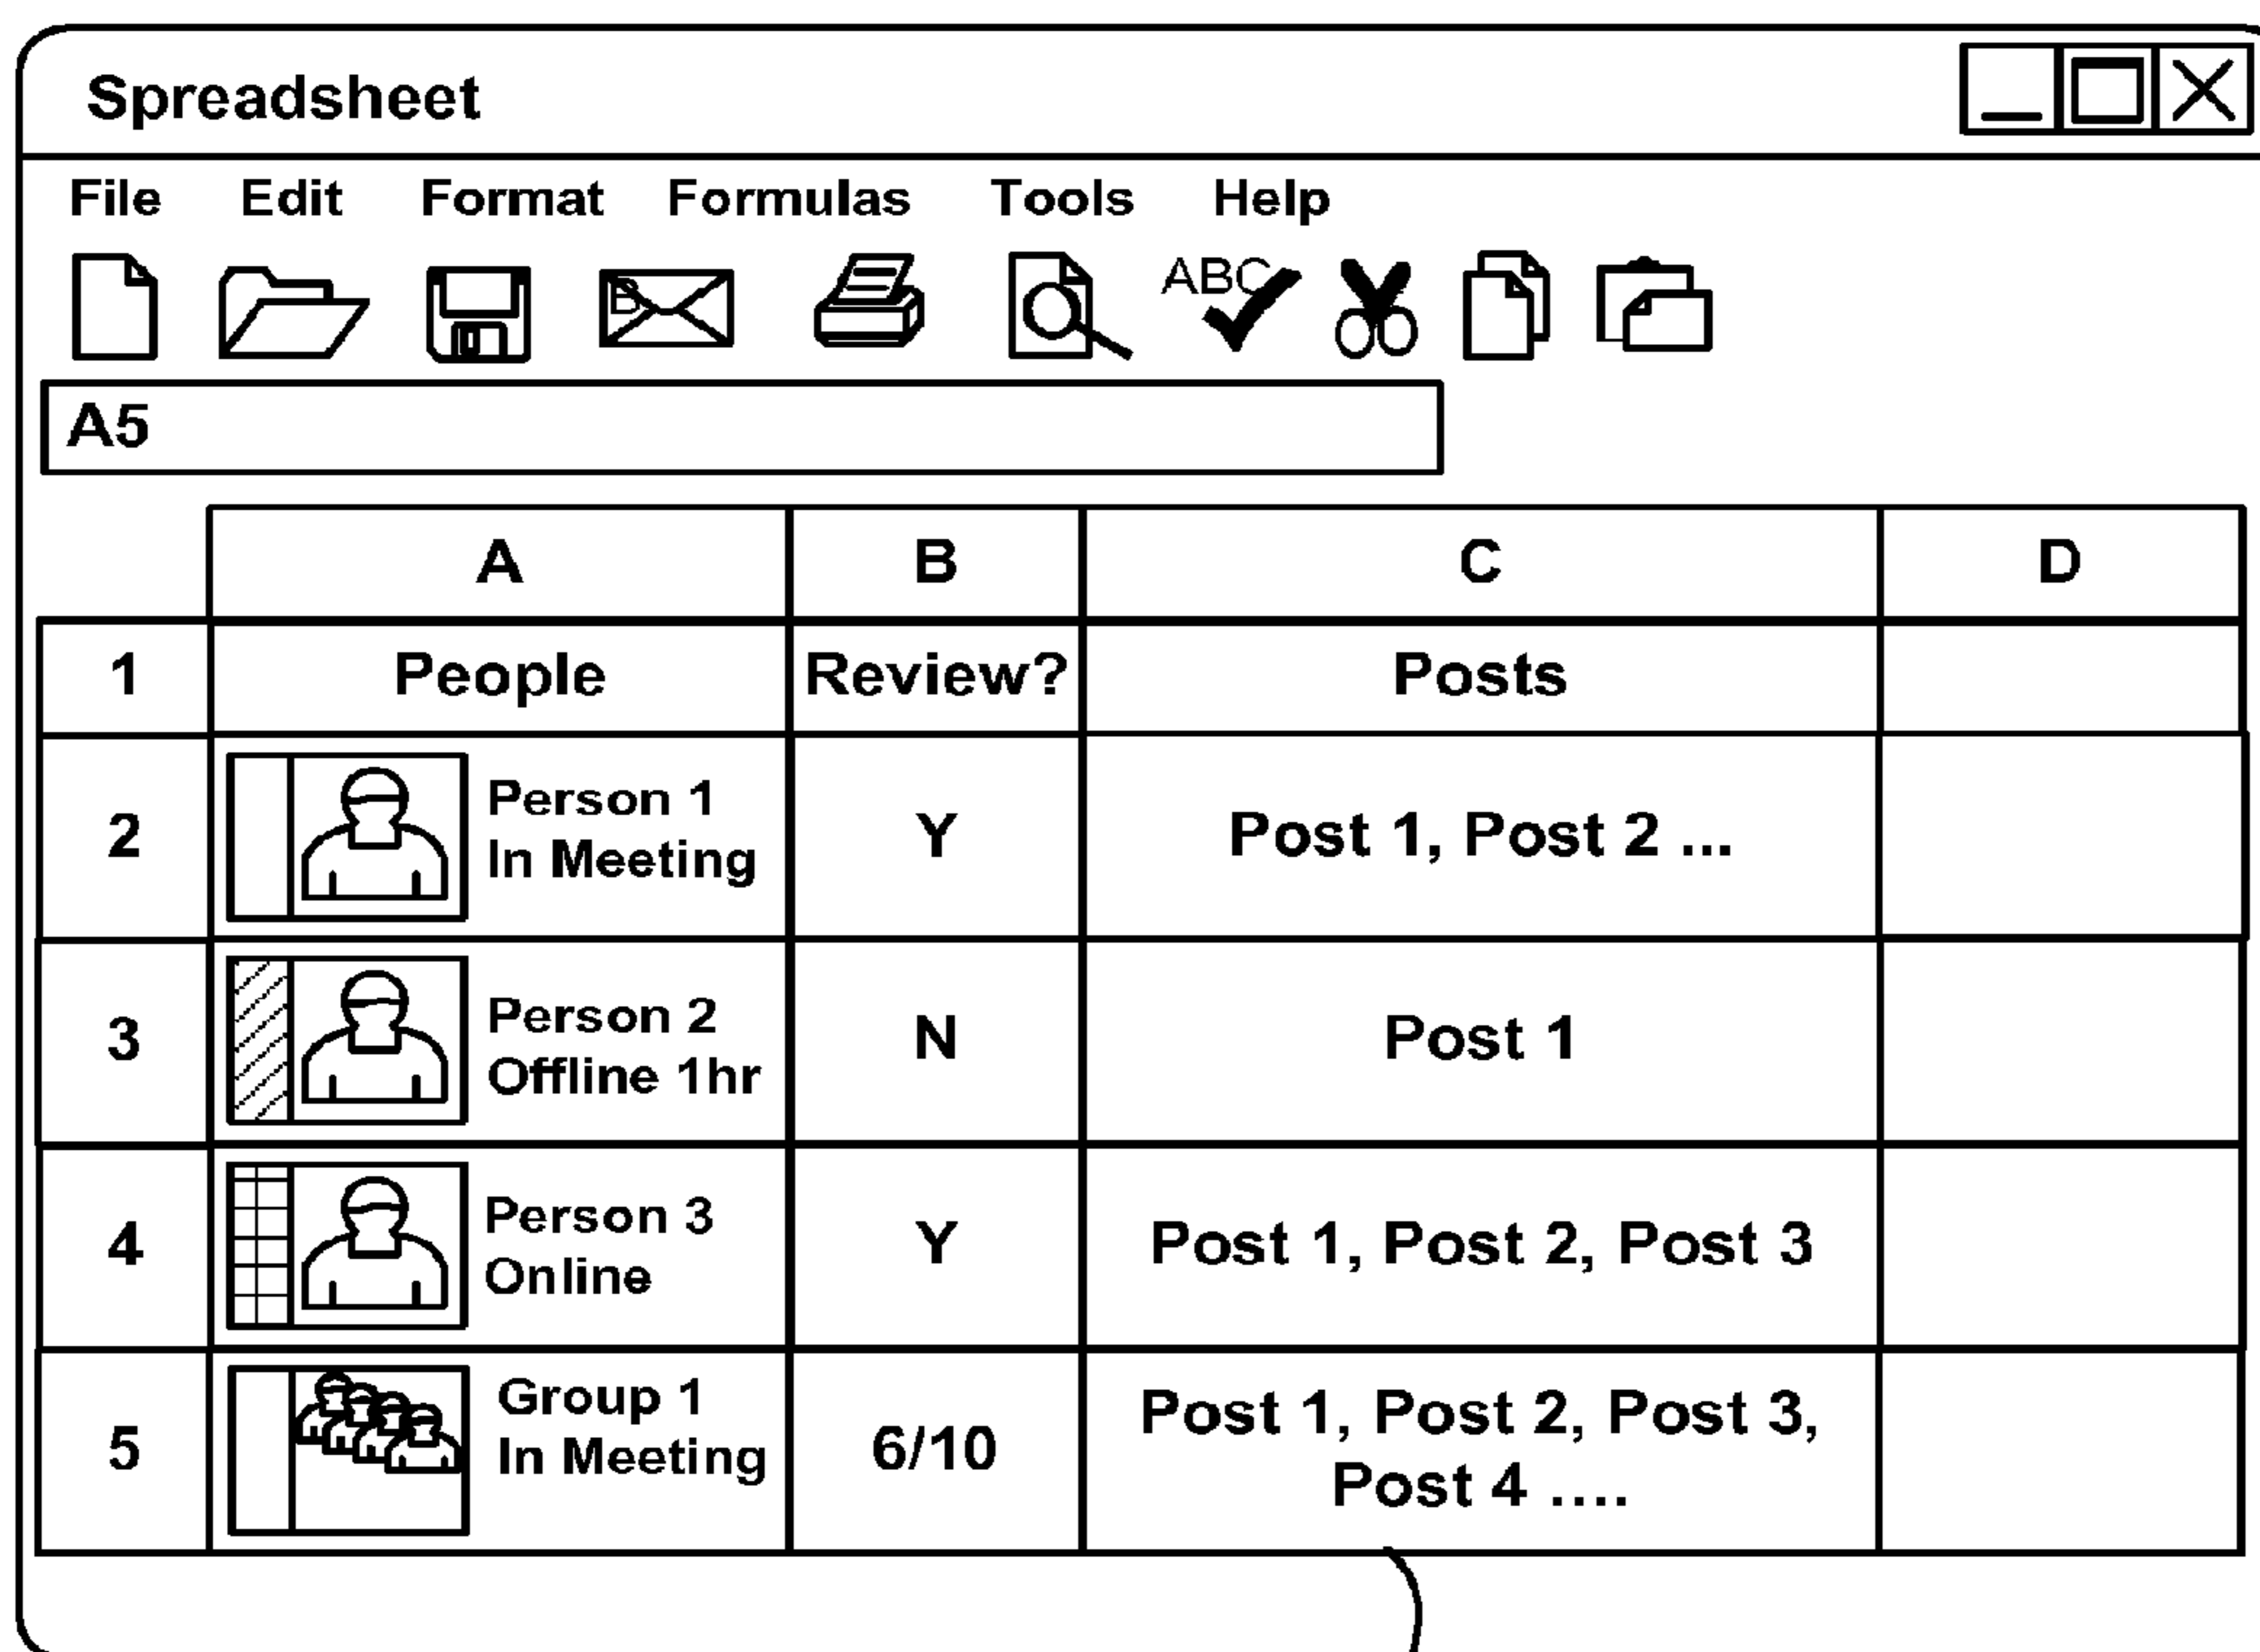 Spreadsheet
File Edit Format Formulas Tools Help
B ABC
A5
A B C D
1 People Review? Posts
2 Person 1 In Meeting Y Post 1, Post 2 ...
3 Person 2 Offline 1hr N Post 1
4 Person 3 Online Y Post 1, Post 2, Post 3
5 Group 1 In Meeting 6/10 Post 1, Post 2, Post 3, Post 4 ....